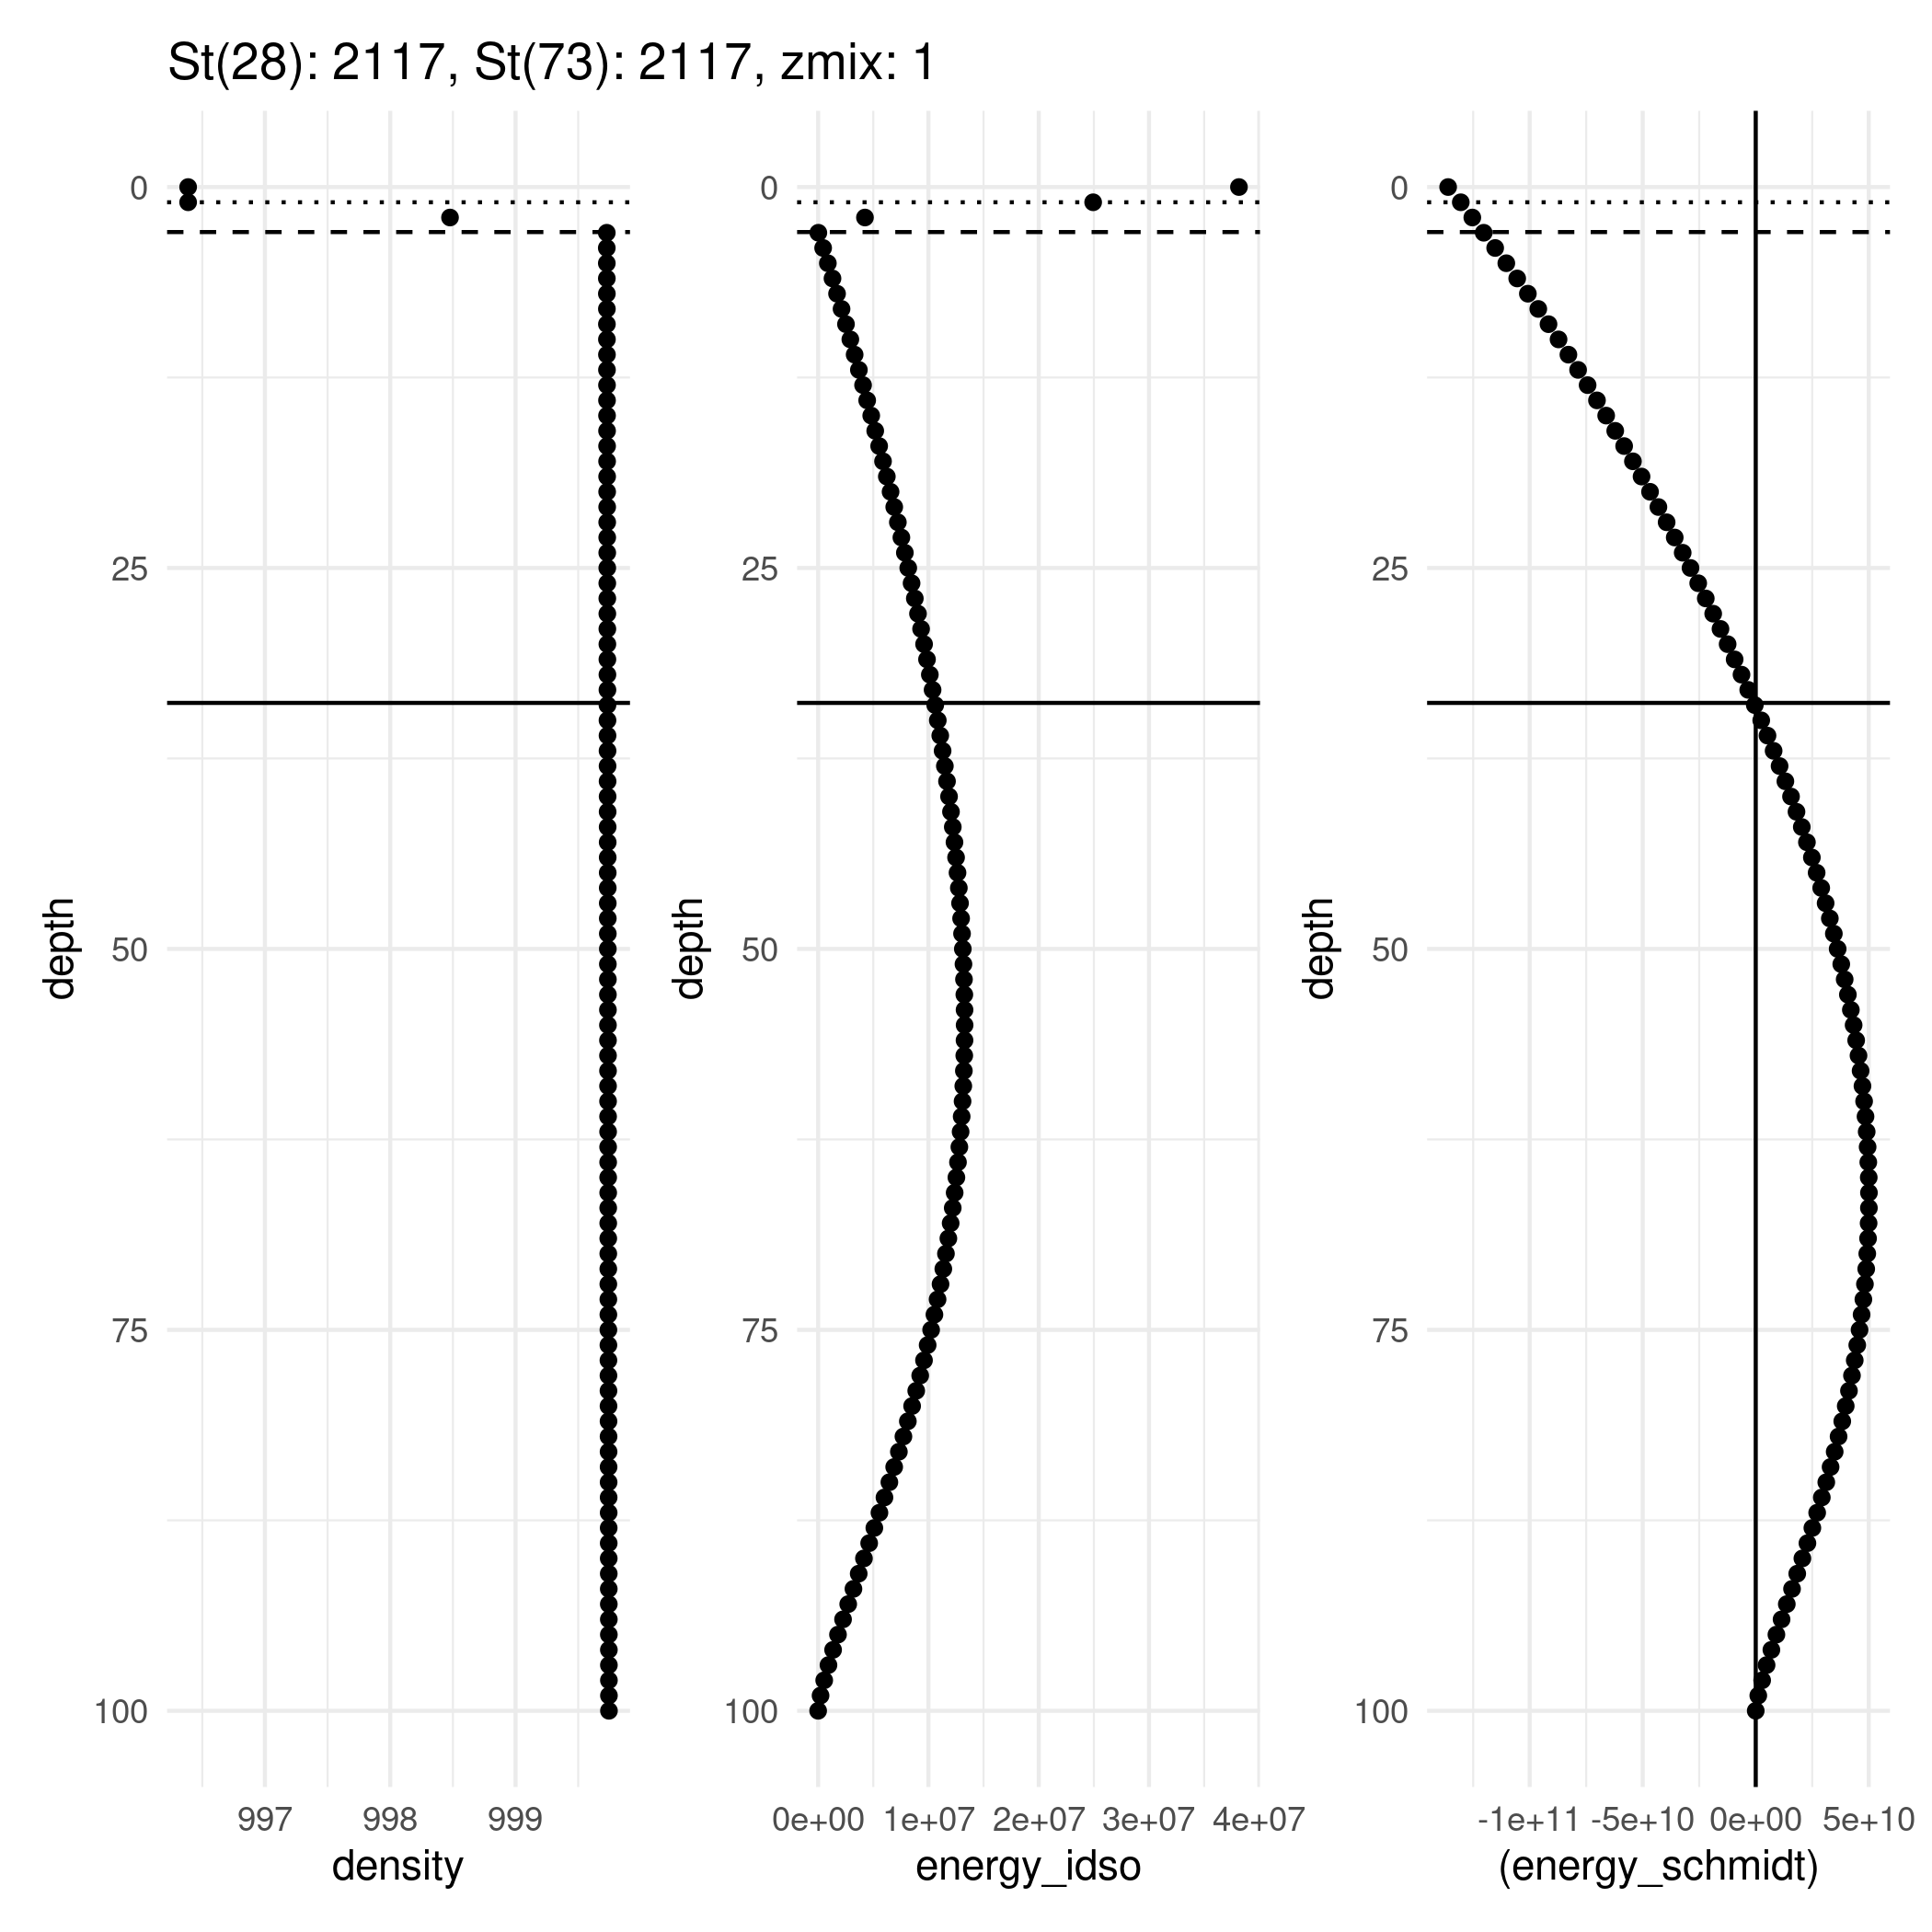 St(28): 2117, St(73): 2117, zmix: 1
depth
0
25
50
75
100
997 998 999
density
depth
0
25
50
75
100
0e+00 1e+07 2e+07 3e+07 4e+07
energy_idso
depth
0
25
50
75
100
-1e+11 -5e+10 0e+00 5e+10
(energy_schmidt)